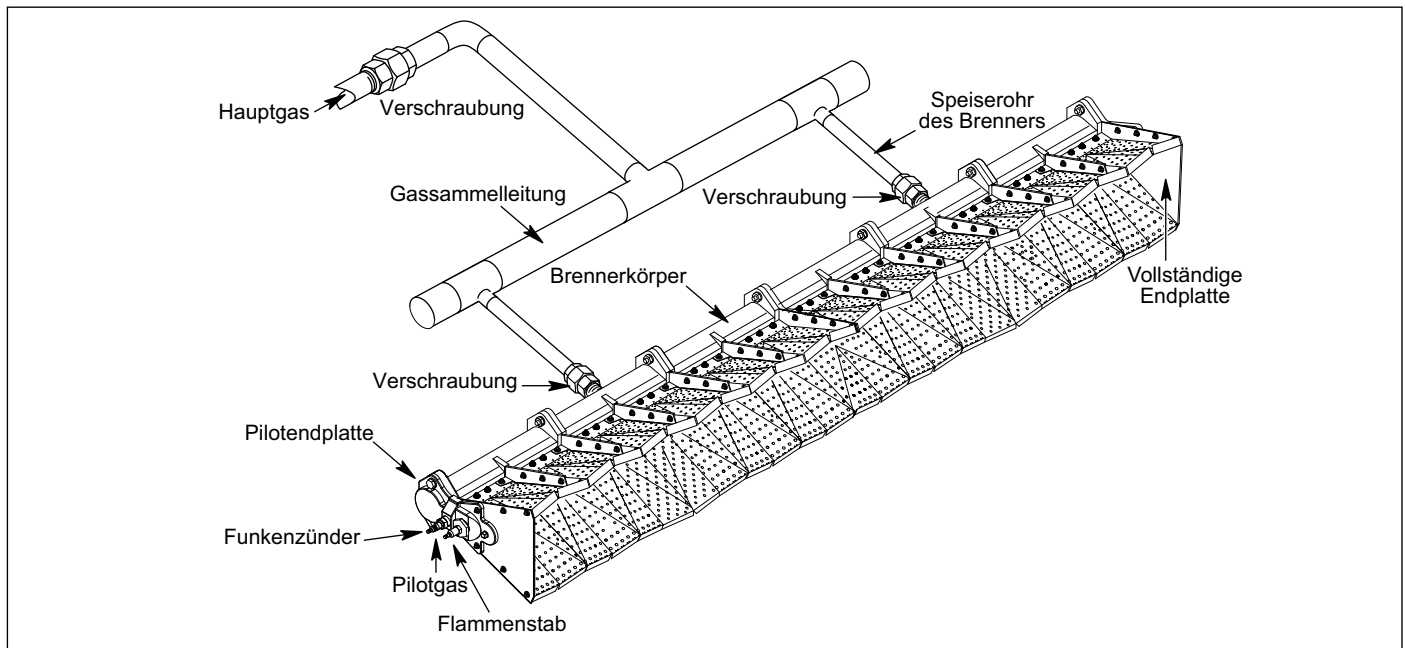 Hauptgas
Verschraubung
Speiserohr
des Brenners
Gassammelleitung
Verschraubung
Brennerkörper
Vollständige
Endplatte
Verschraubung
Pilotendplatte
Funkenzünder
Pilotgas
Flammenstab